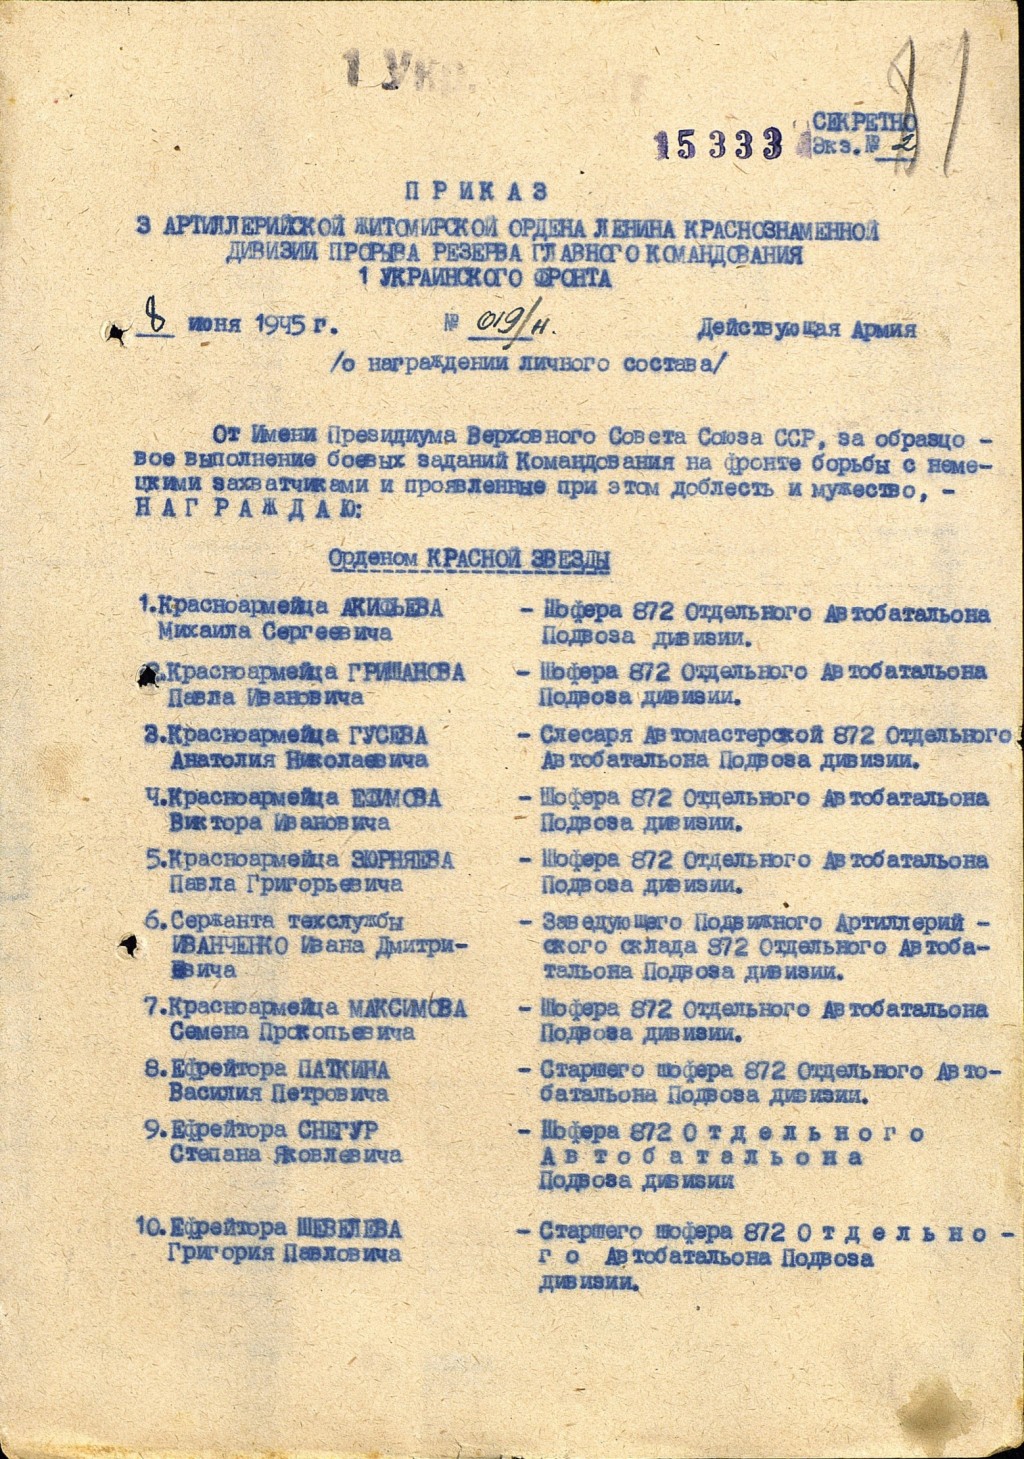 1 Укр.
СЕКРЕТНО
15333
Экз.№ 2
ПРИКАЗ
3 АРТИЛЛЕРИЙСКОЙ ЖИТОМИРСКОЙ ОРДЕНА ЛЕНИНА КРАСНОЗНАМЕННОЙ
ДИВИЗИИ ПРОРЫВА РЕЗЕРВА ГЛАВНОГО КОМАНДОВАНИЯ
1 УКРАИНСКОГО ФРОНТА
8 июня 1945 г. № 019/н. Действующая Армия
/о награждении личного состава/
От Имени Президиума Верховного Совета Союза ССР, за образцо -
вое выполнение боевых заданий Командования на фронте борьбы с неме-
цкими захватчиками и проявленные при этом доблесть и мужество, -
НАГРАЖДАЮ:
Орденом КРАСНОЙ ЗВЕЗДЫ
1.Красноармейца АКИФЬЕВА - Шофера 872 Отдельного Автобатальона
Михаила Сергеевича Подвоза дивизии.
2.Красноармейца ГРИШАНОВА - Шофера 872 Отдельного Автобатальона
Павла Ивановича Подвоза дивизии.
3.Красноармейца ГУСЕВА - Слесаря Автомастерской 872 Отдельного
Анатолия Николаевича Автобатальона Подвоза дивизии.
4.Красноармейца - Шофера 872 Отдельного Автобатальона
Виктора Ивановича Подвоза дивизии.
5.Красноармейца ЗЮРНЯЕВА - Шофера 872 Отдельного Автобатальона
Павла Григорьевича Подвоза дивизии.
6.Сержанта техслужбы - Заведующего Подвижного Артиллерий -
ИВАНЧЕНКО Ивана Дмитри- ского склада 872 Отдельного Автоба-
евича тальона Подвоза дивизии.
7.Красноармейца МАКСИМОВА - Шофера 872 Отдельного Автобатальона
Семена Прокопьевича Подвоза дивизии.
8.Ефрейтора ПАТКИНА - Старшего шофера 872 Отдельного Авто-
Василия Петровича батальона Подвоза дивизии.
9.Ефрейтора СНЕГУР - Шофера 872 Отдельного
Степана Яковлевича Автобатальона
Подвоза дивизии
10.Ефрейтора ШЕВЕЛЕВА - Старшего шофера 872 Отдельно -
Григория Павловича го Автобатальона Подвоза
дивизии.